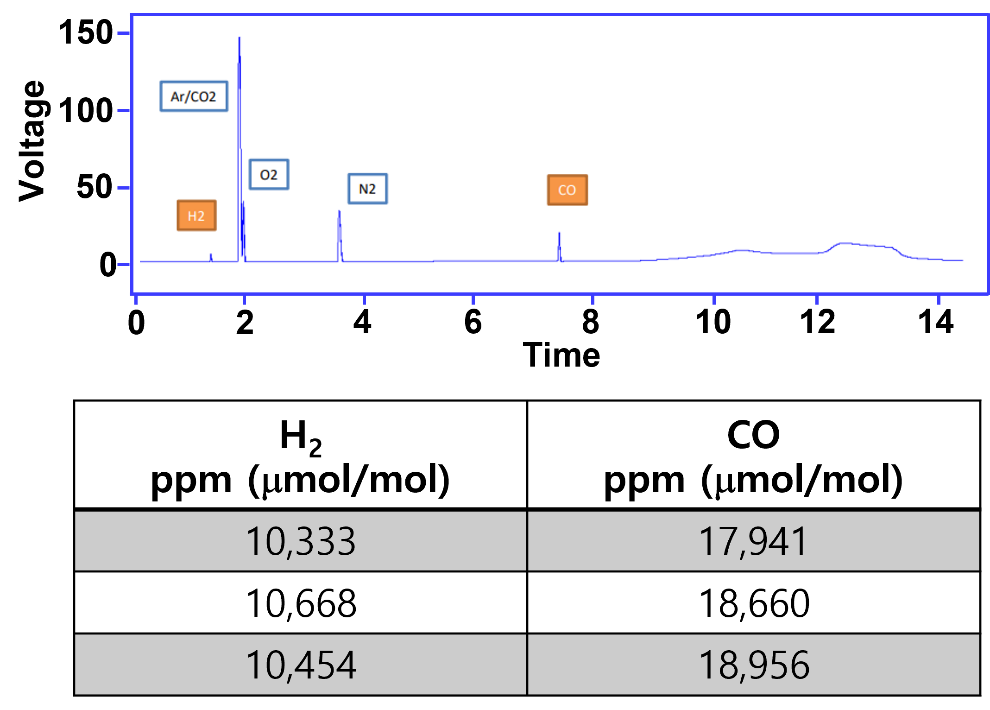 150
100
50
0
Voltage
Ar/CO2
O2
N2
H2
CO
0 2 4 6 8 10 12 14
Time
H₂ CO
ppm (μmol/mol) ppm (μmol/mol)
10,333 17,941
10,668 18,660
10,454 18,956